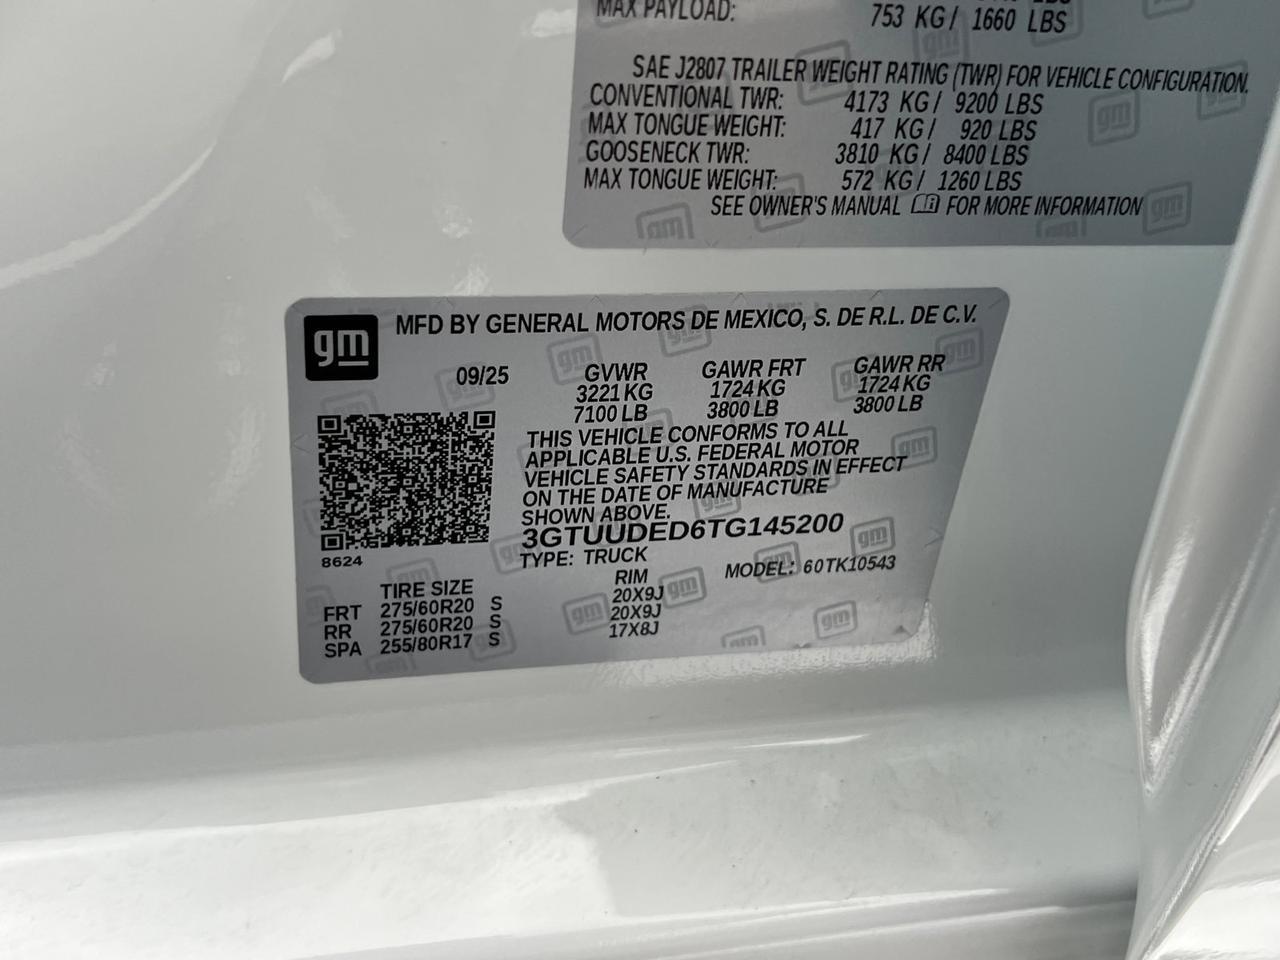 MAX PAYLOAD: 753 KG / 1660 LBS
SAE J2807 TRAILER WEIGHT RATING (TWR) FOR VEHICLE CONFIGURATION.
CONVENTIONAL TWR: 4173 KG / 9200 LBS
MAX TONGUE WEIGHT: 417 KG / 920 LBS
GOOSENECK TWR: 3810 KG / 8400 LBS
MAX TONGUE WEIGHT: 572 KG / 1260 LBS
SEE OWNER'S MANUAL FOR MORE INFORMATION
gm MFD BY GENERAL MOTORS DE MEXICO, S. DE R.L. DE C.V.
09/25 GVWR GAWR FRT GAWR RR
3221 KG 1724 KG 1724 KG
7100 LB 3800 LB 3800 LB
THIS VEHICLE CONFORMS TO ALL
APPLICABLE U.S. FEDERAL MOTOR
VEHICLE SAFETY STANDARDS IN EFFECT
ON THE DATE OF MANUFACTURE
SHOWN ABOVE.
3GTUUDED6TG145200
8624 TYPE: TRUCK MODEL: 60TK10543
TIRE SIZE RIM
FRT 275/60R20 S 20X9J
RR 275/60R20 S 20X9J
SPA 255/80R17 S 17X8J